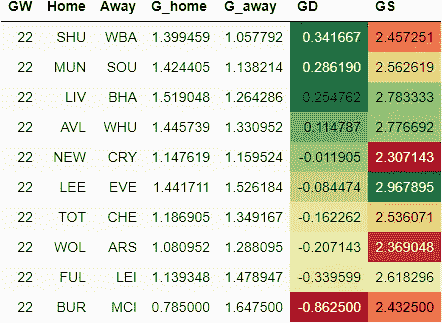 GW Home Away G_home G_away GD GS
22 SHU WBA 1.399459 1.057792 0.341667 2.457251
22 MUN SOU 1.424405 1.138214 0.286190 2.562619
22 LIV BHA 1.519048 1.264286 0.254762 2.783333
22 AVL WHU 1.445739 1.330952 0.114787 2.776692
22 NEW CRY 1.147619 1.159524 -0.011905 2.307143
22 LEE EVE 1.441711 1.526184 -0.084474 2.967895
22 TOT CHE 1.186905 1.349167 -0.162262 2.536071
22 WOL ARS 1.080952 1.288095 -0.207143 2.369048
22 FUL LEI 1.139348 1.478947 -0.339599 2.618296
22 BUR MCI 0.785000 1.647500 -0.862500 2.432500